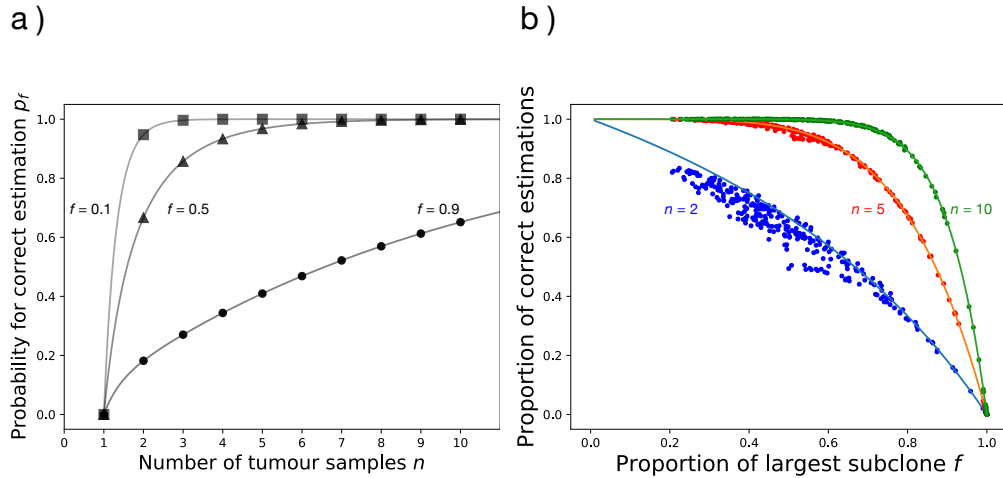 a)
Probability for correct estimation p_f
1.0
0.8
0.6
0.4
0.2
0.0
f = 0.1
f = 0.5
f = 0.9
0 1 2 3 4 5 6 7 8 9 10
Number of tumour samples n
b)
Proportion of correct estimations
1.0
0.8
0.6
0.4
0.2
0.0
n = 2
n = 5
n = 10
0.0 0.2 0.4 0.6 0.8 1.0
Proportion of largest subclone f